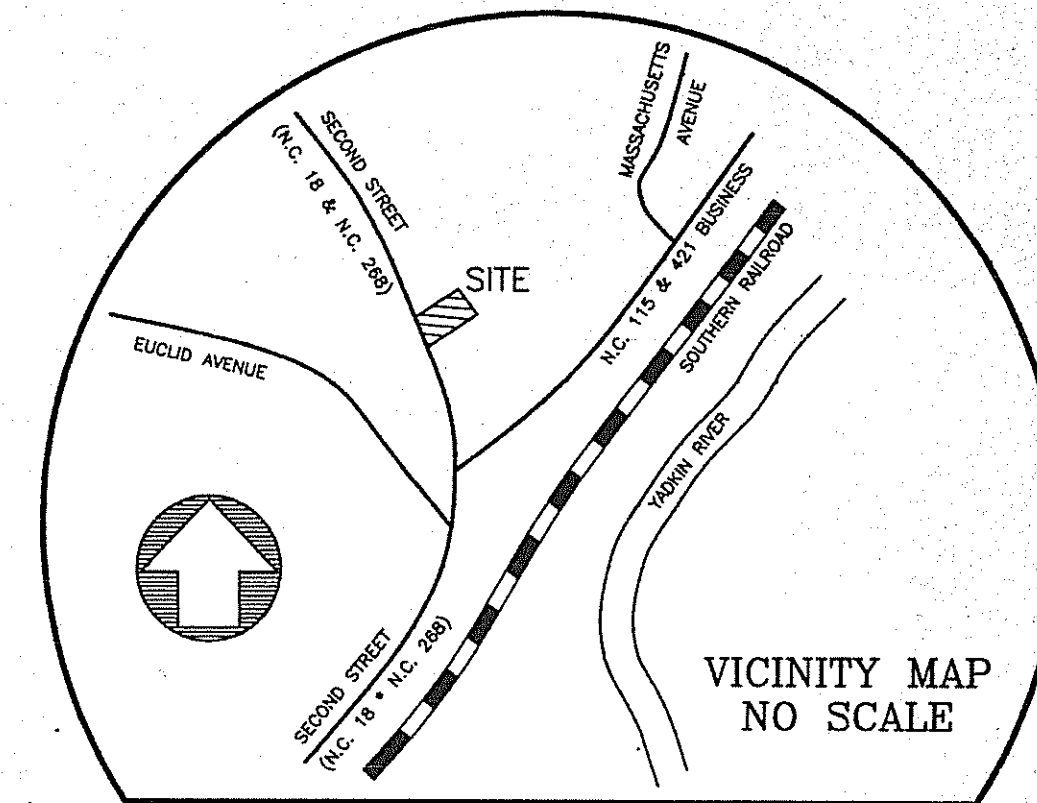 MASSACHUSETTS
AVENUE
SECOND STREET
(N.C. 18 & N.C. 268)
SITE
N.C. 115 & 421 BUSINESS
SOUTHERN RAILROAD
EUCLID AVENUE
YADKIN RIVER
SECOND STREET
(N.C. 18 * N.C. 268)
VICINITY MAP
NO SCALE